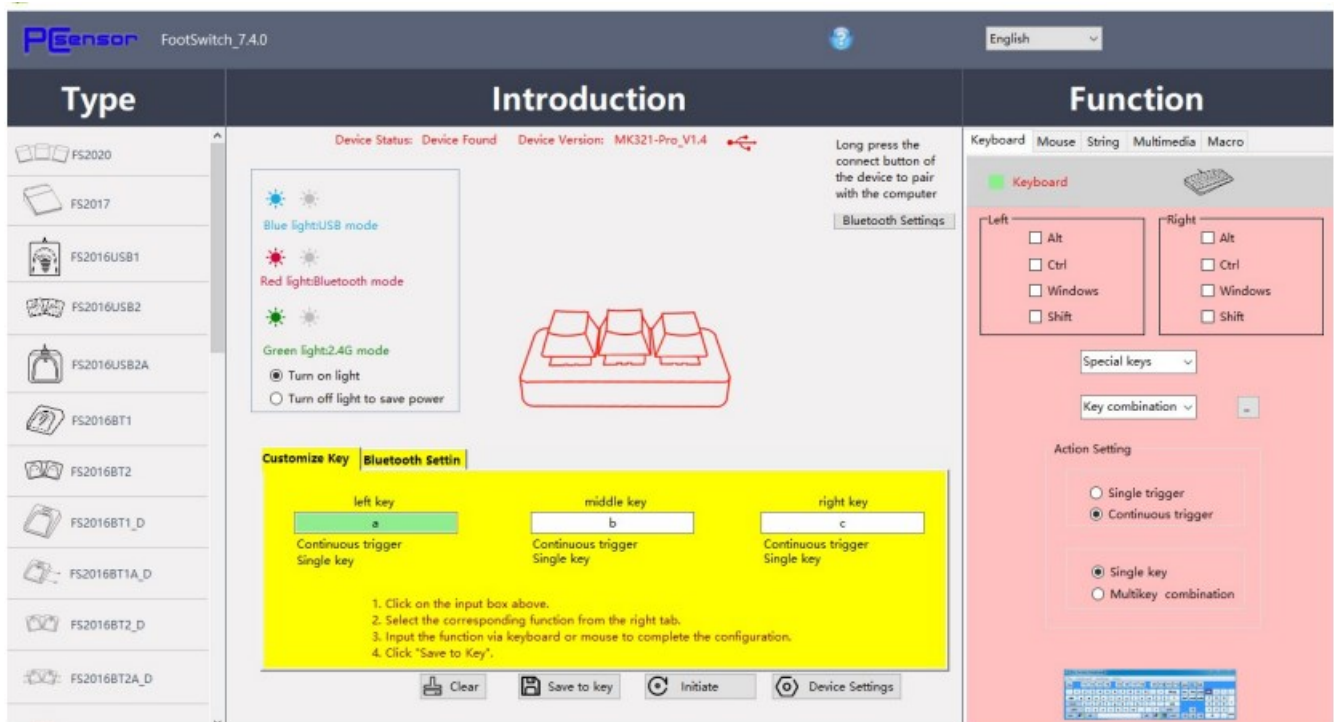 PCsensor FootSwitch_7.4.0 English
Type
Introduction
Function
FS2020
FS2017
FS2016USB1
FS2016USB2
FS2016USB2A
FS2016BT1
FS2016BT2
FS2016BT1_D
FS2016BT1A_D
FS2016BT2_D
FS2016BT2A_D
Device Status: Device Found Device Version: MK321-Pro_V1.4
Long press the
connect button of
the device to pair
with the computer
Bluetooth Settings
Blue light:USB mode
Red light:Bluetooth mode
Green light:2.4G mode
Turn on light
Turn off light to save power
Customize Key Bluetooth Settin
left key middle key right key
a b c
Continuous trigger Continuous trigger Continuous trigger
Single key Single key Single key
1. Click on the input box above.
2. Select the corresponding function from the right tab.
3. Input the function via keyboard or mouse to complete the configuration.
4. Click "Save to Key".
Clear Save to key Initiate Device Settings
Keyboard Mouse String Multimedia Macro
Keyboard
Left Right
Alt Alt
Ctrl Ctrl
Windows Windows
Shift Shift
Special keys
Key combination
Action Setting
Single trigger
Continuous trigger
Single key
Multikey combination